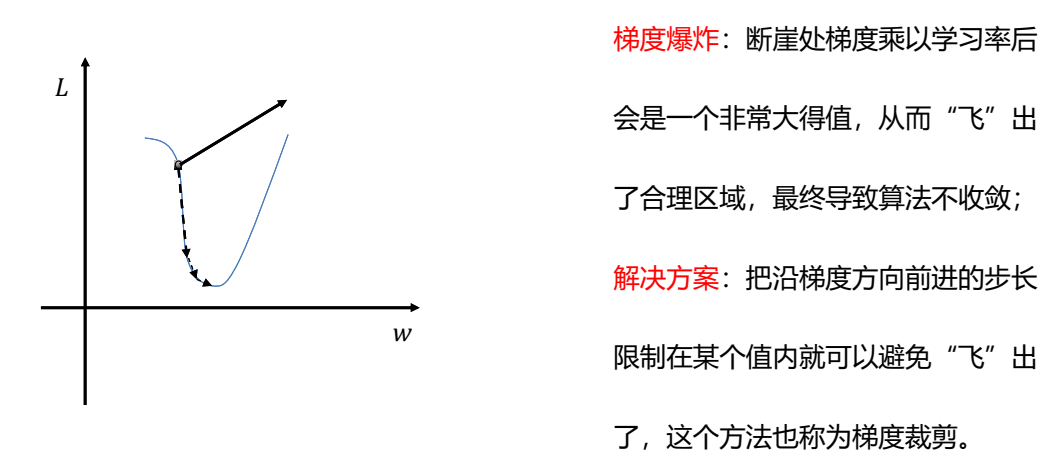 L
w
梯度爆炸：断崖处梯度乘以学习率后
会是一个非常大得值，从而“飞”出
了合理区域，最终导致算法不收敛；
解决方案：把沿梯度方向前进的步长
限制在某个值内就可以避免“飞”出
了，这个方法也称为梯度裁剪。